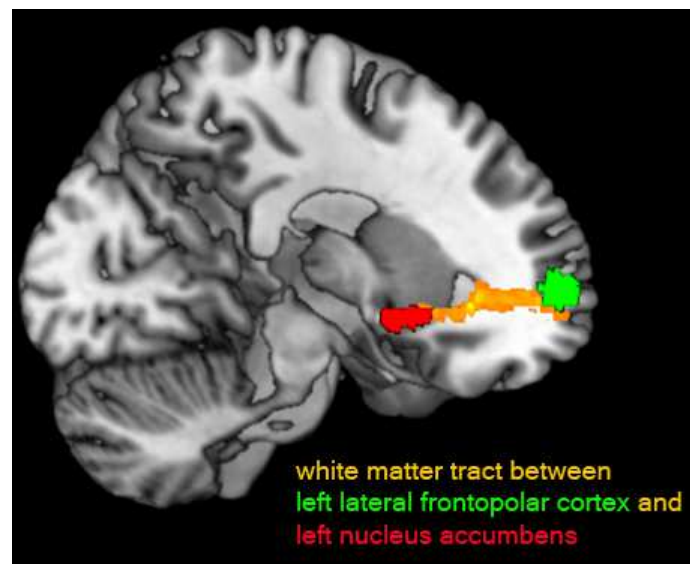 white matter tract between
left lateral frontopolar cortex and
left nucleus accumbens